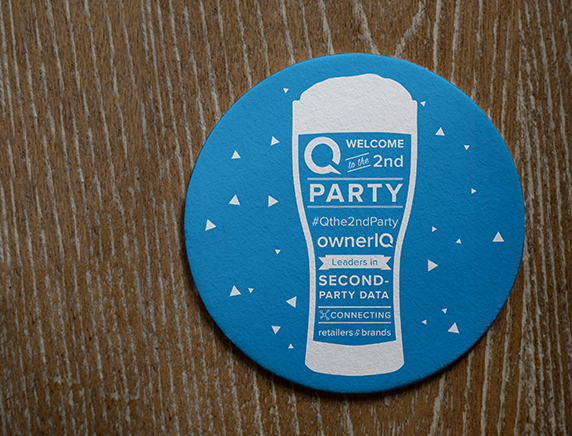 Q WELCOME
to the 2nd
PARTY
#Qthe2ndParty
ownerIQ
Leaders in
SECOND-
PARTY DATA
CONNECTING
retailers & brands